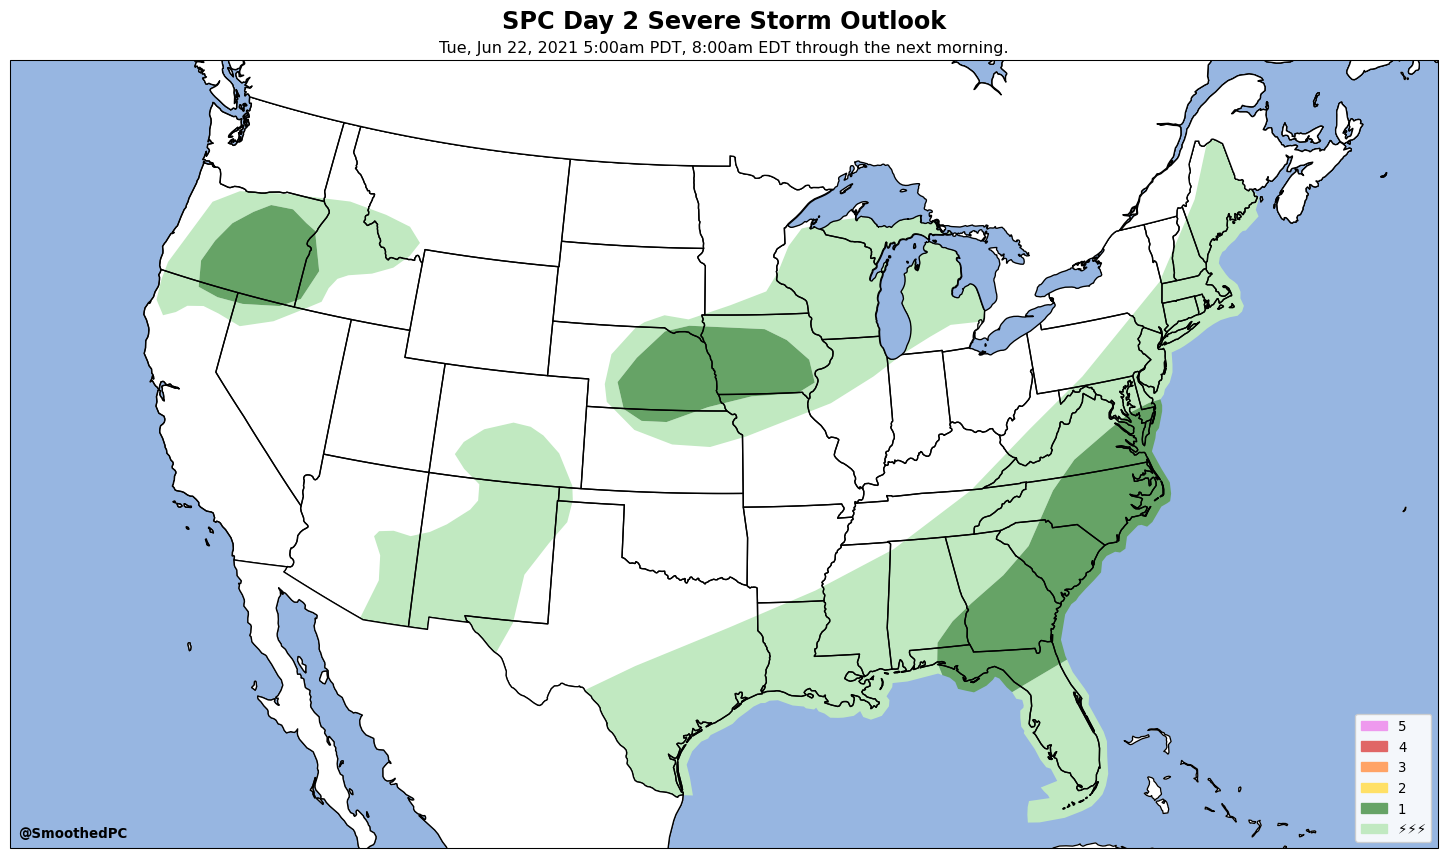 SPC Day 2 Severe Storm Outlook
Tue, Jun 22, 2021 5:00am PDT, 8:00am EDT through the next morning.
5
4
3
2
1
⚡⚡⚡
@SmoothedPC